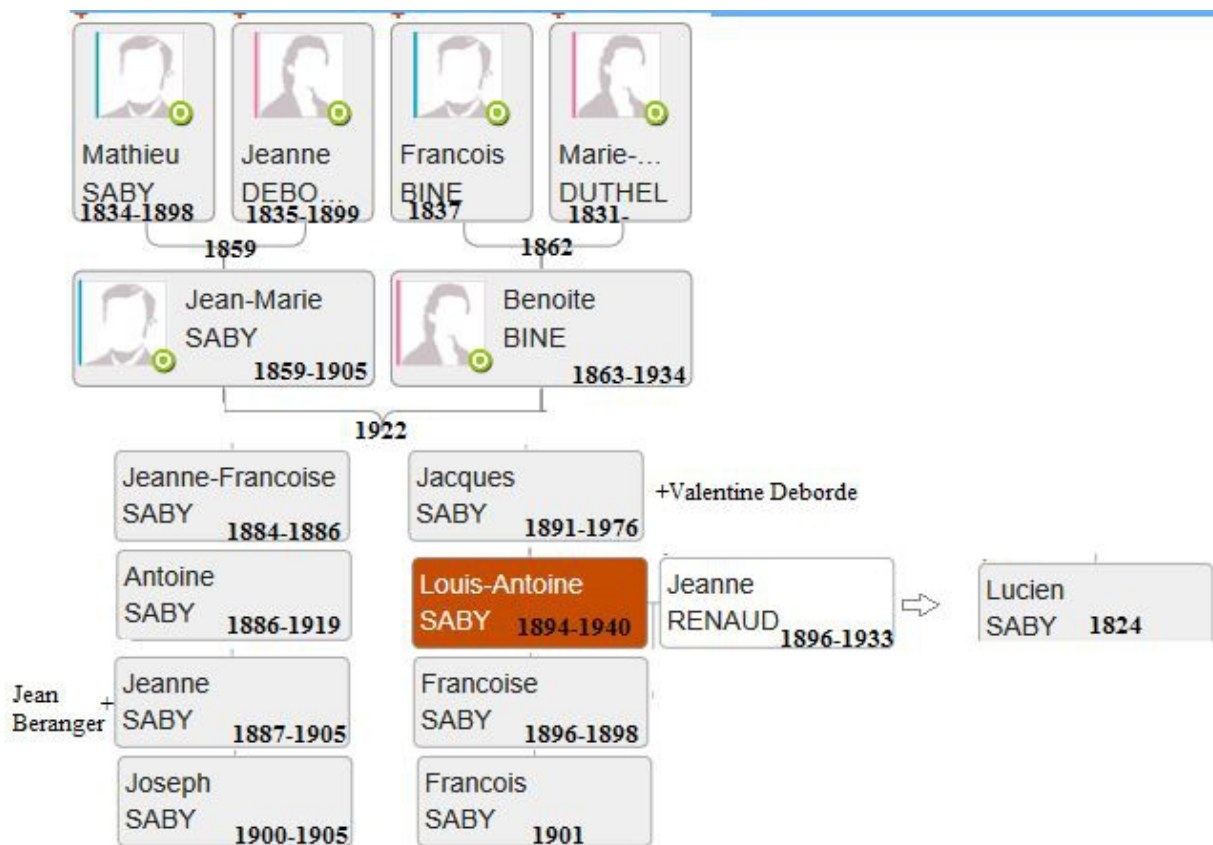 Mathieu
SABY
1834-1898
Jeanne
DEBO...
1835-1899
Francois
BINE
1837
Marie-...
DUTHEL
1831-
1859
1862
Jean-Marie
SABY
1859-1905
Benoite
BINE
1863-1934
1922
Jeanne-Francoise
SABY
1884-1886
Jacques
SABY
1891-1976
+Valentine Deborde
Antoine
SABY
1886-1919
Louis-Antoine
SABY
1894-1940
Jeanne
RENAUD
1896-1933
Lucien
SABY
1824
Jean
Beranger
+
Jeanne
SABY
1887-1905
Francoise
SABY
1896-1898
Joseph
SABY
1900-1905
Francois
SABY
1901